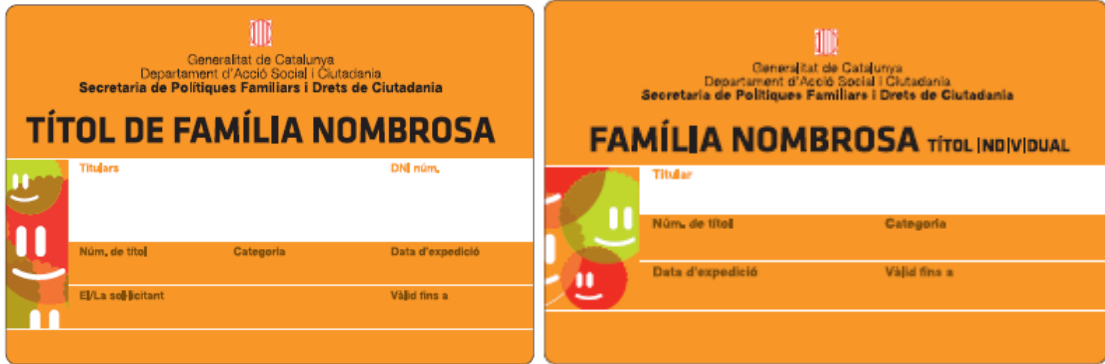 Generalitat de Catalunya
Departament d'Acció Social i Ciutadania
Secretaria de Polítiques Familiars i Drets de Ciutadania
TÍTOL DE FAMÍLIA NOMBROSA
Titulars DNI núm.
Núm. de títol Categoria Data d'expedició
El/La sol·licitant Vàlid fins a
Generalitat de Catalunya
Departament d'Acció Social i Ciutadania
Secretaria de Polítiques Familiars i Drets de Ciutadania
FAMÍLIA NOMBROSA TÍTOL INDIVIDUAL
Titular
Núm. de títol Categoria
Data d'expedició Vàlid fins a